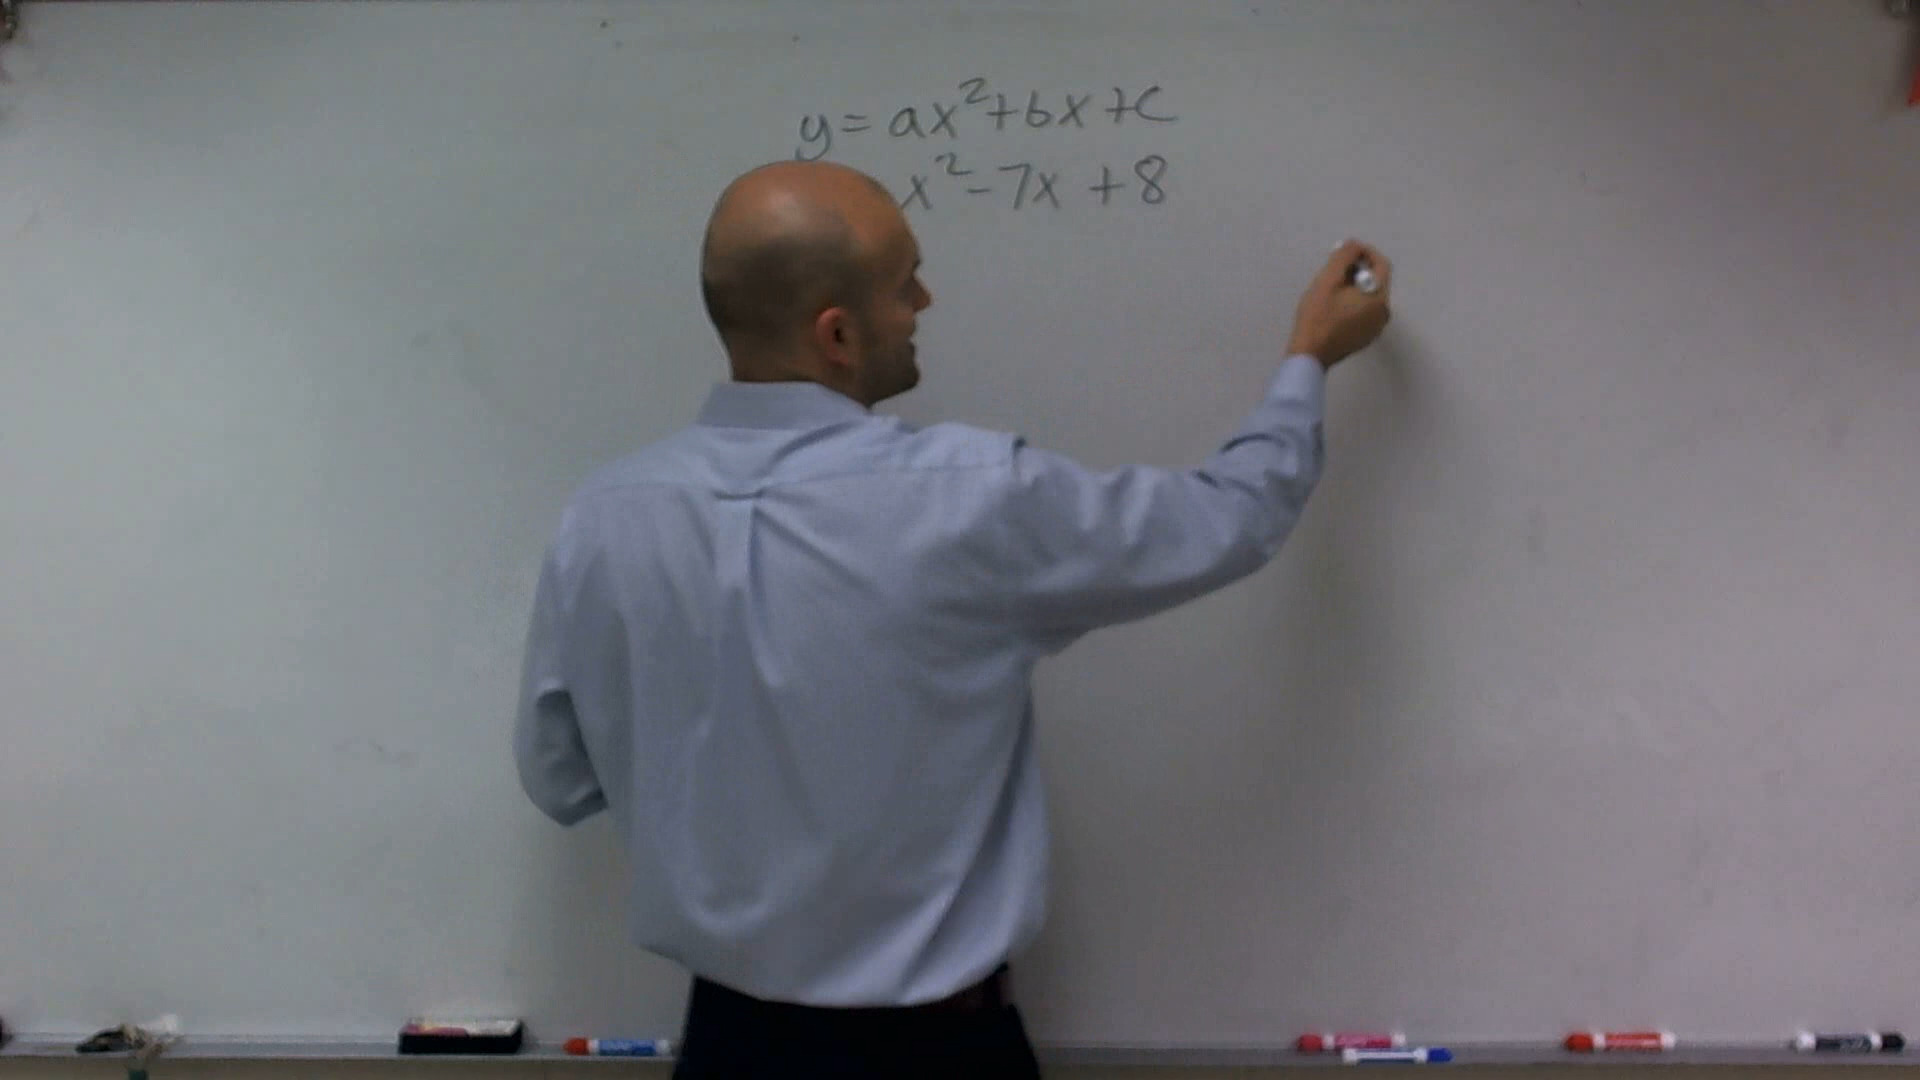 y = ax² + bx + c
x² - 7x + 8